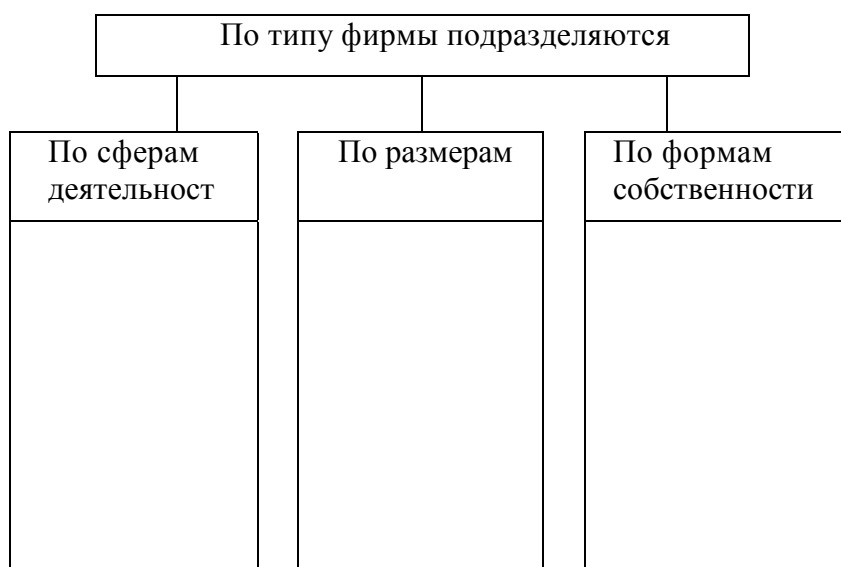 По типу фирмы подразделяются
По сферам
деятельност
По размерам
По формам
собственности